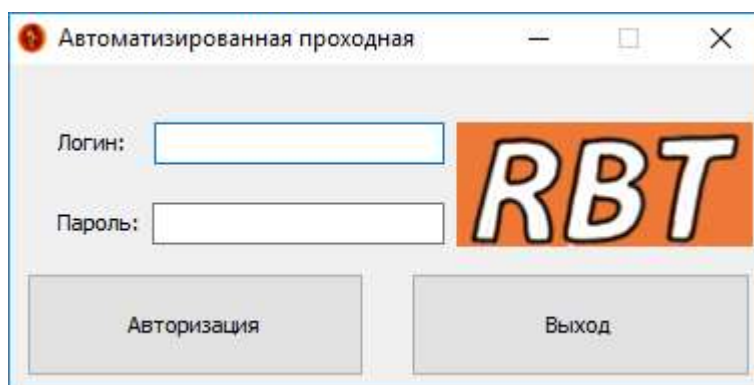 Автоматизированная проходная
Логин:
RBT
Пароль:
Авторизация
Выход